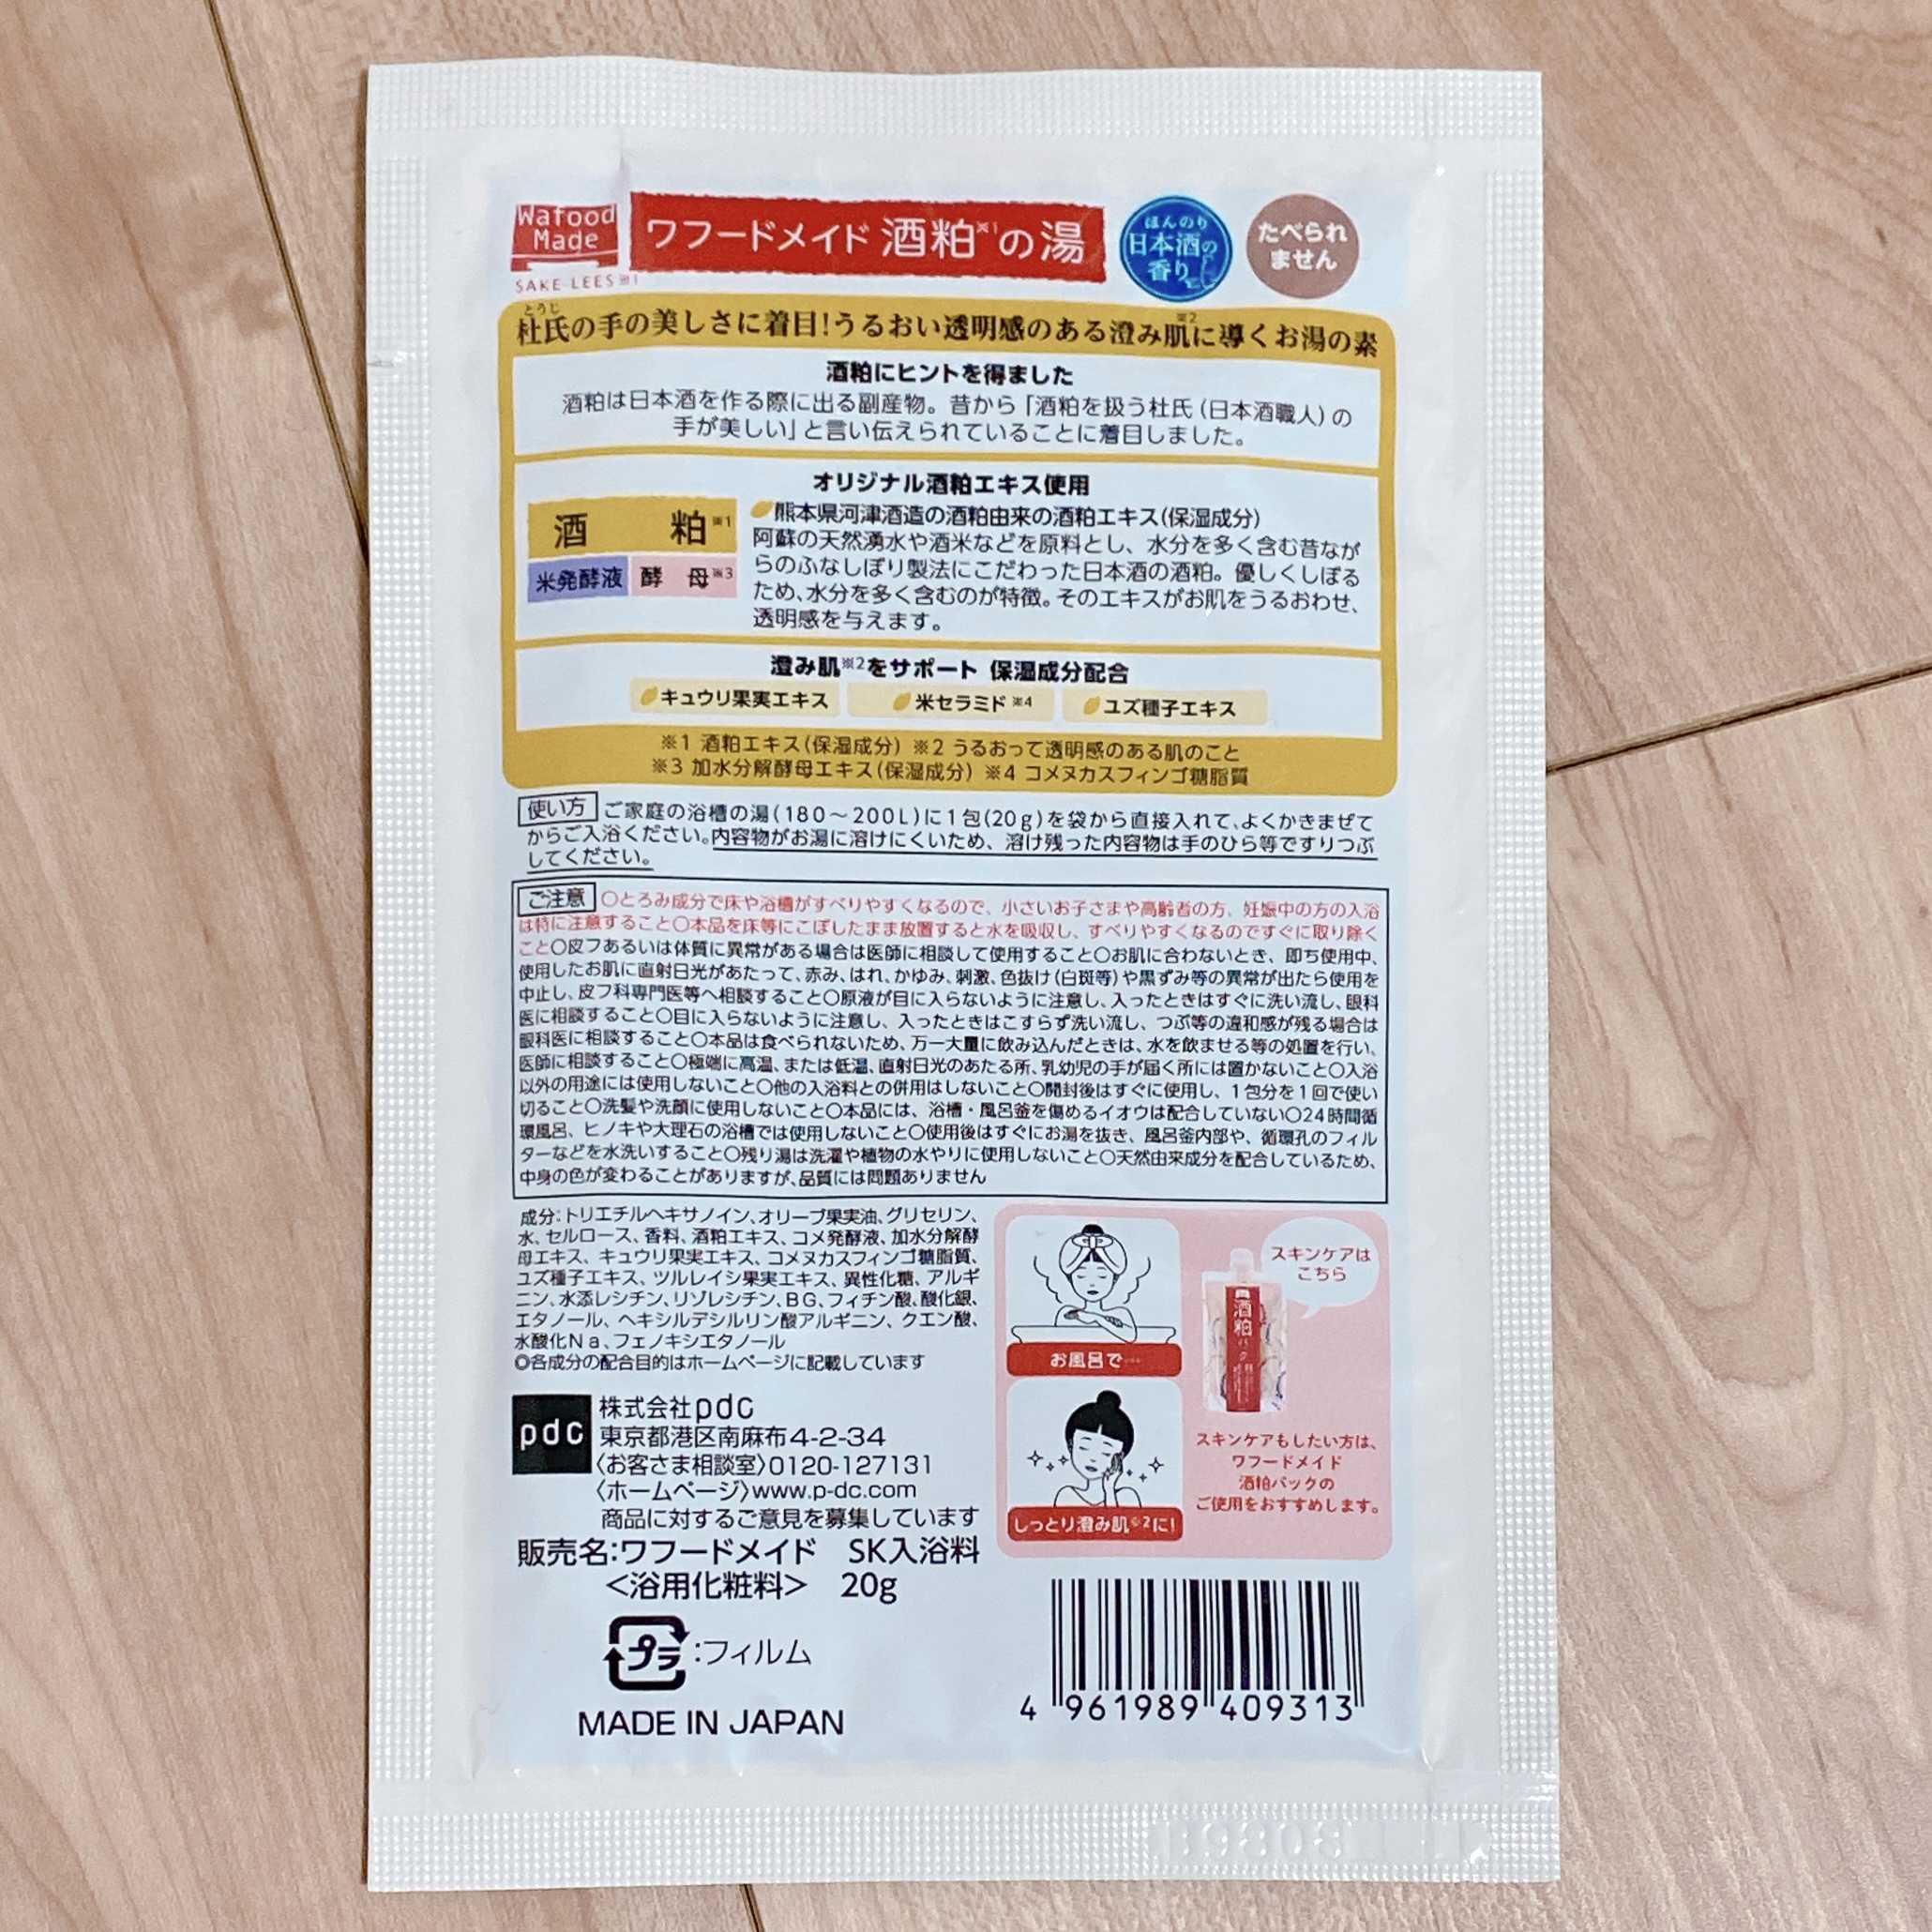 Wafood
Made
SAKE-LEES※1
ワフードメイド 酒粕※1の湯
ほんのり
日本酒の
香り
たべられ
ません
とうじ
杜氏の手の美しさに着目!うるおい透明感のある澄み肌※2に導くお湯の素
酒粕にヒントを得ました
酒粕は日本酒を作る際に出る副産物。昔から「酒粕を扱う杜氏(日本酒職人)の
手が美しい」と言い伝えられていることに着目しました。
オリジナル酒粕エキス使用
酒 粕※1
米発酵液 酵 母※3
熊本県河津酒造の酒粕由来の酒粕エキス(保湿成分)
阿蘇の天然湧水や酒米などを原料とし、水分を多く含む昔なが
らのふなしぼり製法にこだわった日本酒の酒粕。優しくしぼる
ため、水分を多く含むのが特徴。そのエキスがお肌をうるおわせ、
透明感を与えます。
澄み肌※2をサポート 保湿成分配合
キュウリ果実エキス 米セラミド※4 ユズ種子エキス
※1 酒粕エキス(保湿成分) ※2 うるおって透明感のある肌のこと
※3 加水分解酵母エキス(保湿成分) ※4 コメヌカスフィンゴ糖脂質
使い方 ご家庭の浴槽の湯(180～200L)に1包(20g)を袋から直接入れて、よくかきまぜて
からご入浴ください。内容物がお湯に溶けにくいため、溶け残った内容物は手のひら等ですりつぶ
してください。
ご注意 〇とろみ成分で床や浴槽がすべりやすくなるので、小さいお子さまや高齢者の方、妊娠中の方の入浴
は特に注意すること〇本品を床等にこぼしたまま放置すると水を吸収し、すべりやすくなるのですぐに取り除く
こと〇皮フあるいは体質に異常がある場合は医師に相談して使用すること〇お肌に合わないとき、即ち使用中、
使用したお肌に直射日光があたって、赤み、はれ、かゆみ、刺激、色抜け(白斑等)や黒ずみ等の異常が出たら使用を
中止し、皮フ科専門医等へ相談すること〇原液が目に入らないように注意し、入ったときはすぐに洗い流し、眼科
医に相談すること〇目に入らないように注意し、入ったときはこすらず洗い流し、つぶ等の違和感が残る場合は
眼科医に相談すること〇本品は食べられないため、万一大量に飲み込んだときは、水を飲ませる等の処置を行い、
医師に相談すること〇極端に高温、または低温、直射日光のあたる所、乳幼児の手が届く所には置かないこと〇入浴
以外の用途には使用しないこと〇他の入浴料との併用はしないこと〇開封後はすぐに使用し、1包分を1回で使い
切ること〇洗髪や洗顔に使用しないこと〇本品には、浴槽・風呂釜を傷めるイオウは配合していない〇24時間循
環風呂、ヒノキや大理石の浴槽では使用しないこと〇使用後はすぐにお湯を抜き、風呂釜内部や、循環孔のフィル
ターなどを水洗いすること〇残り湯は洗濯や植物の水やりに使用しないこと〇天然由来成分を配合しているため、
中身の色が変わることがありますが、品質には問題ありません
成分:トリエチルヘキサノイン、オリーブ果実油、グリセリン、
水、セルロース、香料、酒粕エキス、コメ発酵液、加水分解酵
母エキス、キュウリ果実エキス、コメヌカスフィンゴ糖脂質、
ユズ種子エキス、ツルレイシ果実エキス、異性化糖、アルギ
ニン、水添レシチン、リゾレシチン、BG、フィチン酸、酸化銀、
エタノール、ヘキシルデシルリン酸アルギニン、クエン酸、
水酸化Na、フェノキシエタノール
◎各成分の配合目的はホームページに記載しています
pdc
株式会社pdc
東京都港区南麻布4-2-34
〈お客さま相談室〉0120-127131
〈ホームページ〉www.p-dc.com
商品に対するご意見を募集しています
販売名:ワフードメイド SK入浴料
<浴用化粧料> 20g
プラ:フィルム
MADE IN JAPAN
お風呂で…
しっとり澄み肌※2に!
スキンケアは
こちら
酒粕パック
スキンケアもしたい方は、
ワフードメイド
酒粕パックの
ご使用をおすすめします。
4 961989 409313